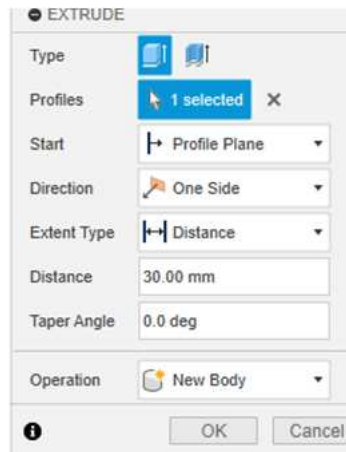 EXTRUDE
Type
Profiles 1 selected
Start Profile Plane
Direction One Side
Extent Type Distance
Distance 30.00 mm
Taper Angle 0.0 deg
Operation New Body
OK Cancel